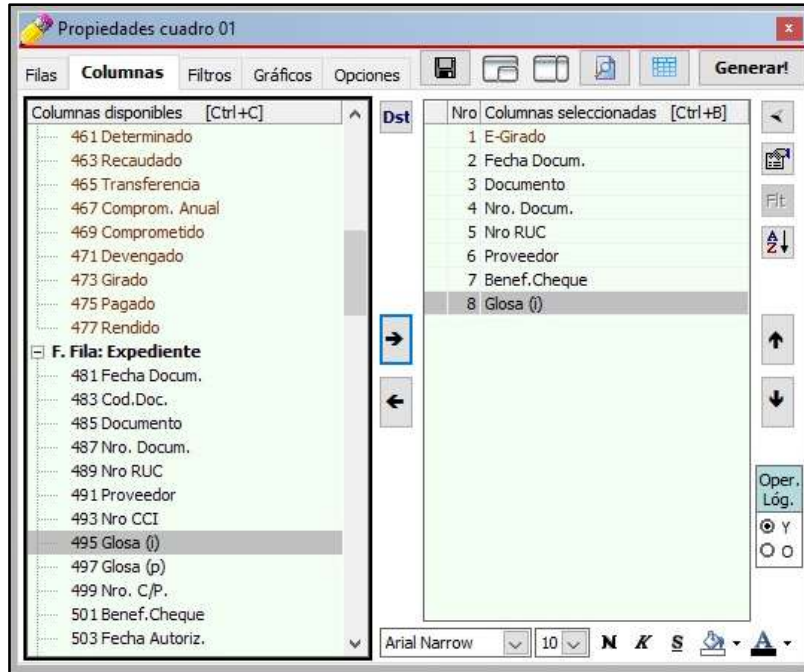 Propiedades cuadro 01
x
Filas Columnas Filtros Gráficos Opciones Generar!
Columnas disponibles [Ctrl+C]
461 Determinado
463 Recaudado
465 Transferencia
467 Comprom. Anual
469 Comprometido
471 Devengado
473 Girado
475 Pagado
477 Rendido
F. Fila: Expediente
481 Fecha Docum.
483 Cod.Doc.
485 Documento
487 Nro. Docum.
489 Nro RUC
491 Proveedor
493 Nro CCI
495 Glosa (i)
497 Glosa (p)
499 Nro. C/P.
501 Benef.Cheque
503 Fecha Autoriz.
Dst
Nro Columnas seleccionadas [Ctrl+B]
1 E-Girado
2 Fecha Docum.
3 Documento
4 Nro. Docum.
5 Nro RUC
6 Proveedor
7 Benef.Cheque
8 Glosa (i)
Flt
A
Z
Oper.
Lóg.
Y
O
Arial Narrow 10 N K S A